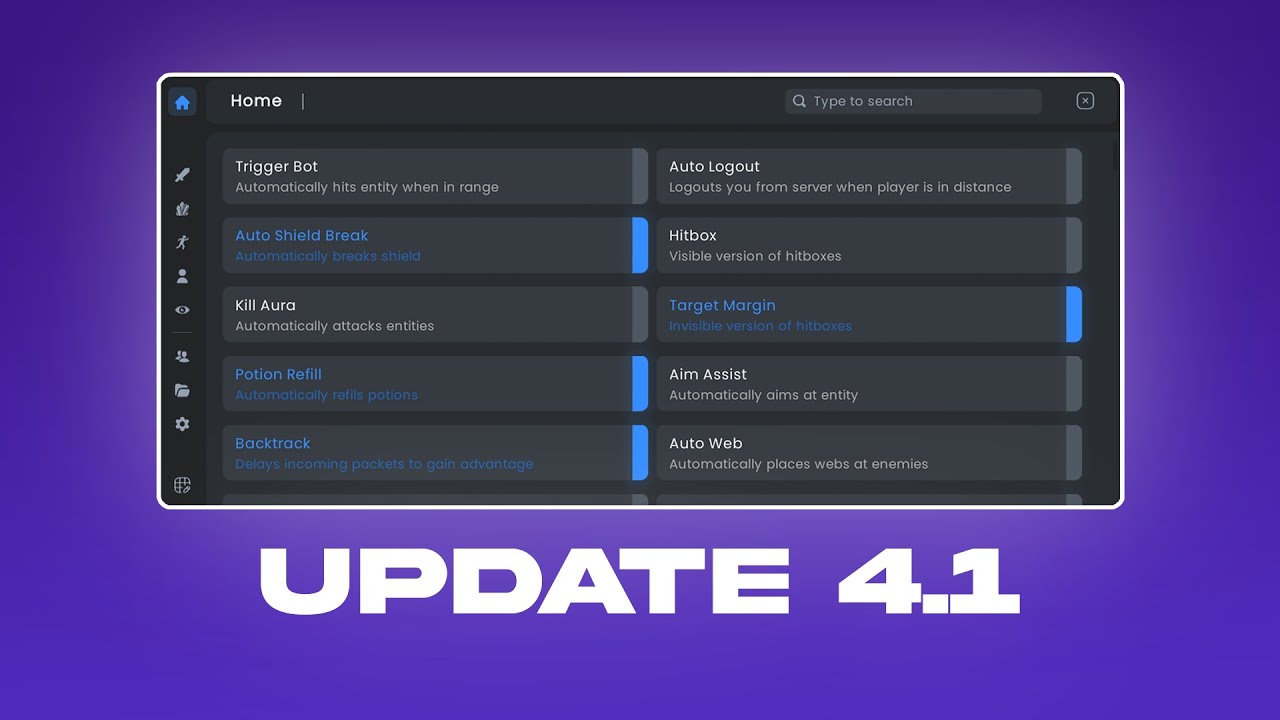 Home
Type to search
Trigger Bot
Automatically hits entity when in range
Auto Logout
Logouts you from server when player is in distance
Auto Shield Break
Automatically breaks shield
Hitbox
Visible version of hitboxes
Kill Aura
Automatically attacks entities
Target Margin
Invisible version of hitboxes
Potion Refill
Automatically refils potions
Aim Assist
Automatically aims at entity
Backtrack
Delays incoming packets to gain advantage
Auto Web
Automatically places webs at enemies
UPDATE 4.1